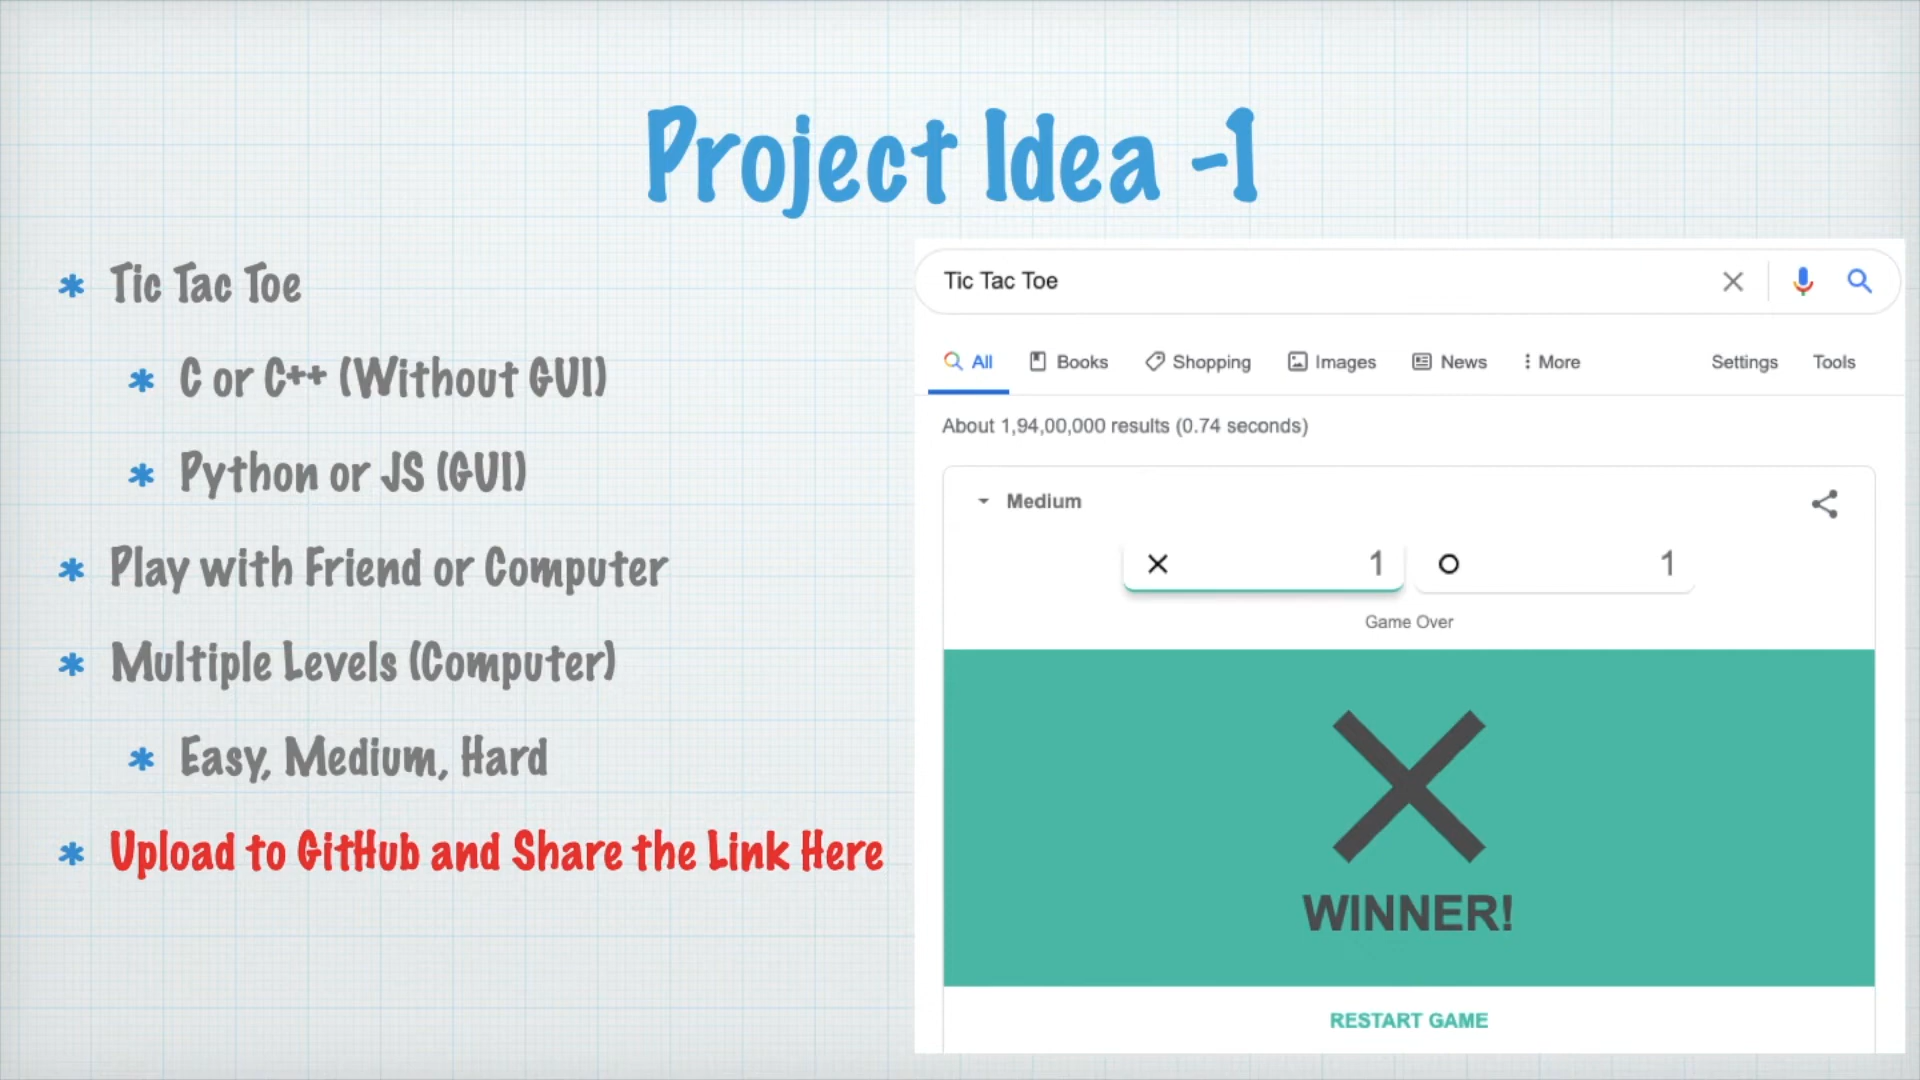 Project Idea -1
* Tic Tac Toe
* C or C++ (Without GUI)
* Python or JS (GUI)
* Play with Friend or Computer
* Multiple Levels (Computer)
* Easy, Medium, Hard
* Upload to GitHub and Share the Link Here
Tic Tac Toe
All Books Shopping Images News More Settings Tools
About 1,94,00,000 results (0.74 seconds)
Medium
1 1
Game Over
WINNER!
RESTART GAME